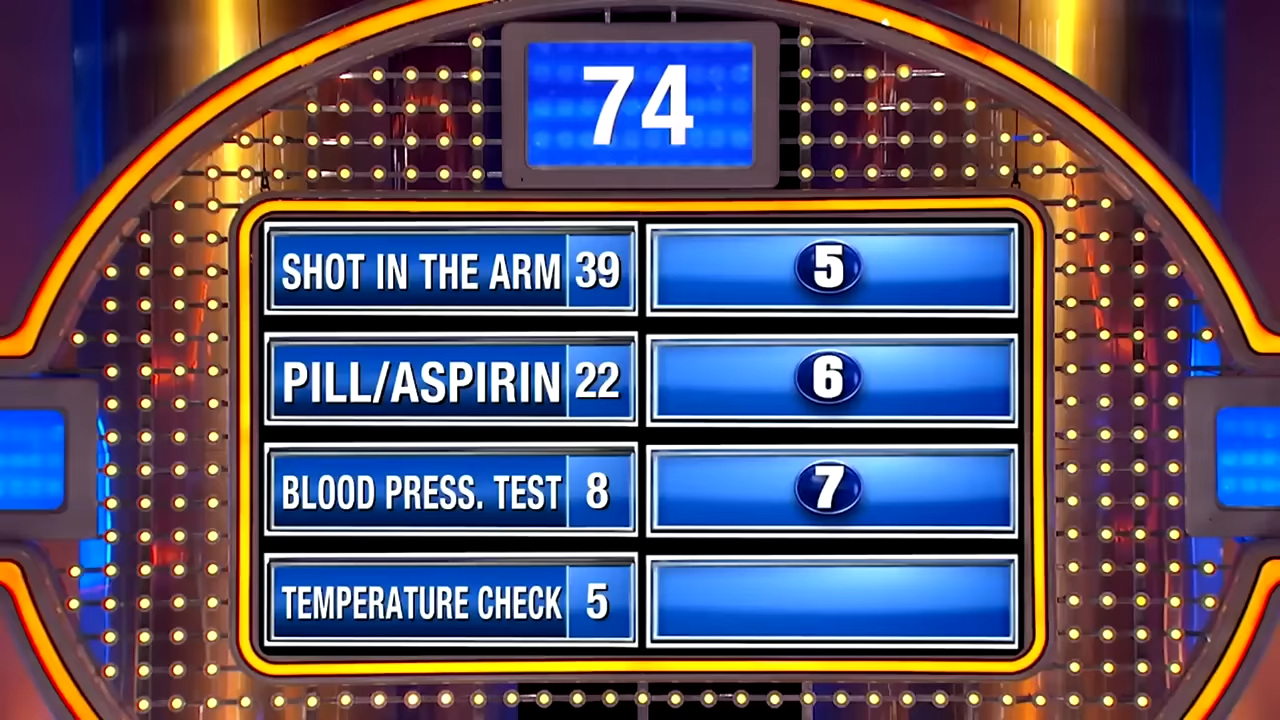 74
SHOT IN THE ARM 39
PILL/ASPIRIN 22
BLOOD PRESS. TEST 8
TEMPERATURE CHECK 5
5
6
7